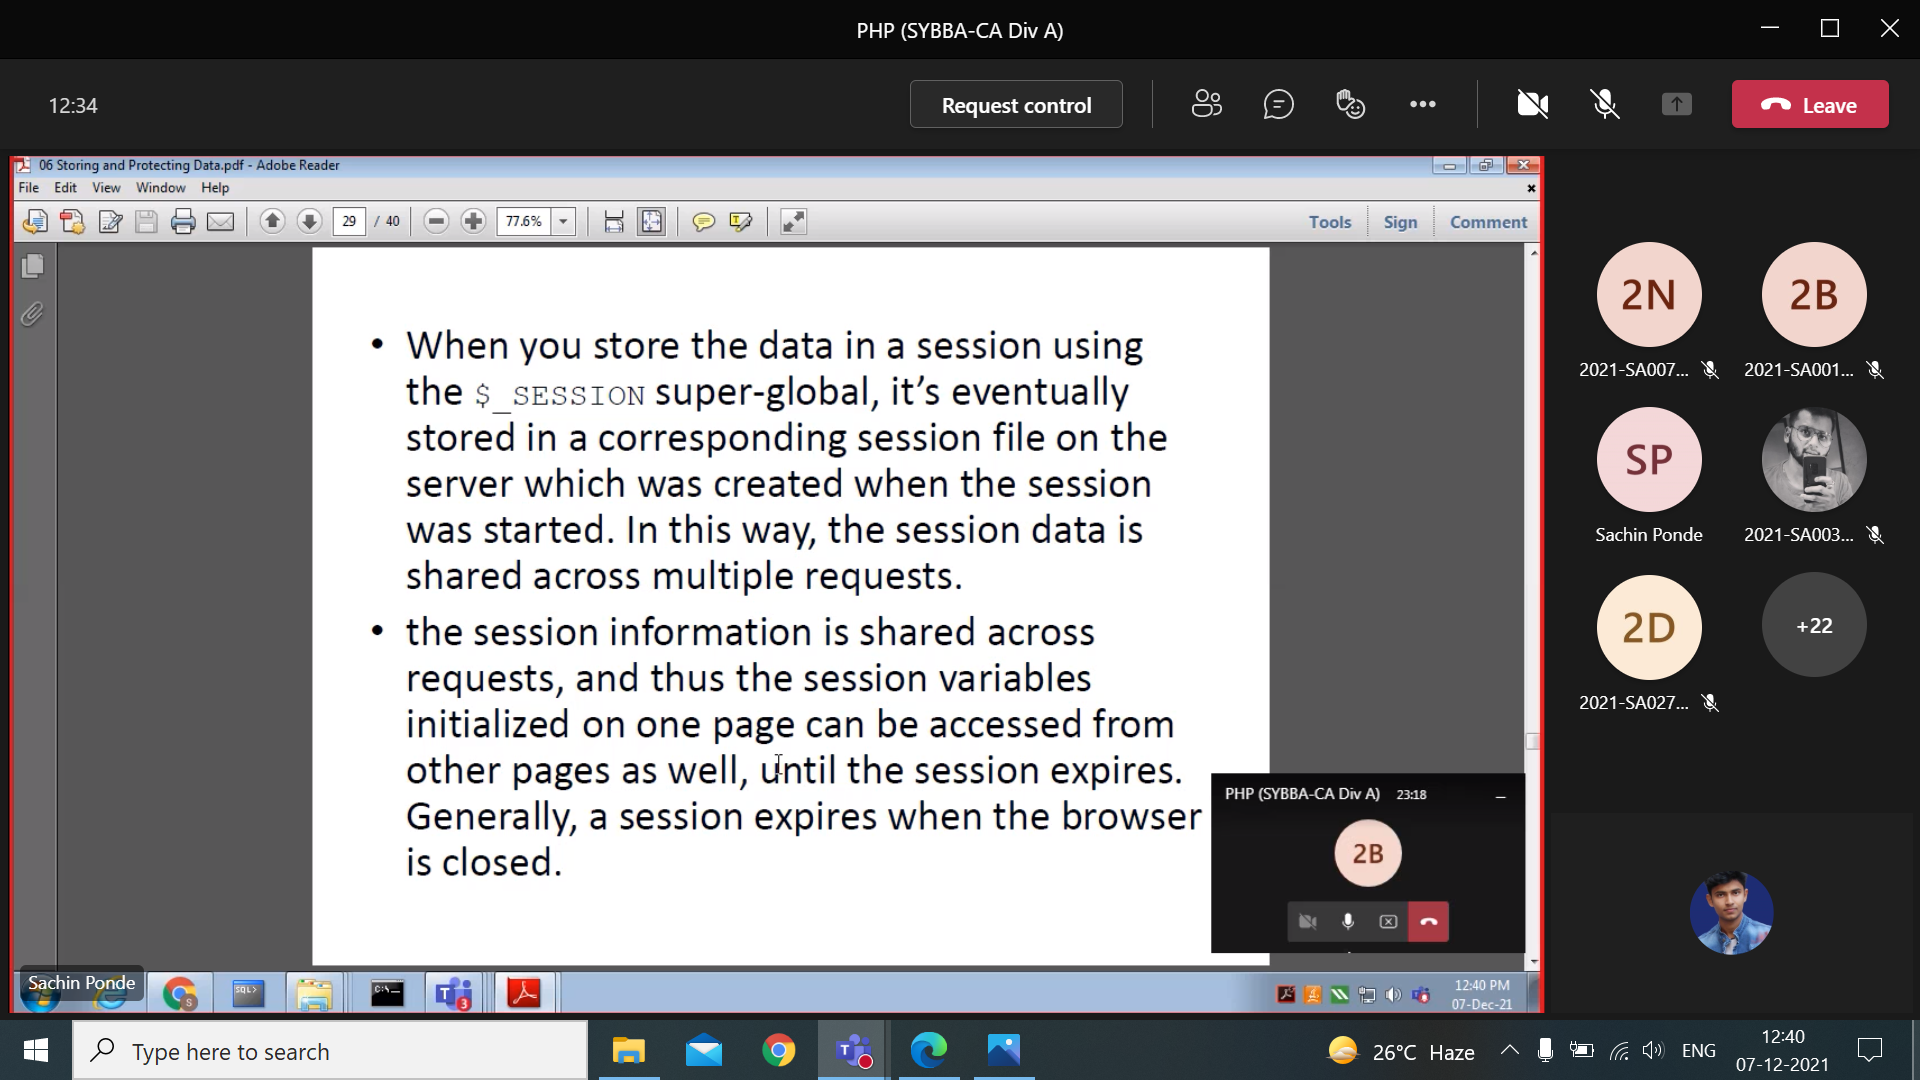 PHP (SYBBA-CA Div A)
12:34
Request control
Leave
06 Storing and Protecting Data.pdf - Adobe Reader
File Edit View Window Help
29 / 40
77.6%
Tools Sign Comment
• When you store the data in a session using
the $_SESSION super-global, it’s eventually
stored in a corresponding session file on the
server which was created when the session
was started. In this way, the session data is
shared across multiple requests.
• the session information is shared across
requests, and thus the session variables
initialized on one page can be accessed from
other pages as well, until the session expires.
Generally, a session expires when the browser
is closed.
2N
2021-SA007...
2B
2021-SA001...
SP
Sachin Ponde
2021-SA003...
2D
2021-SA027...
+22
PHP (SYBBA-CA Div A) 23:18
2B
Sachin Ponde
S
SQL>
C:\
T
3
12:40 PM
07-Dec-21
Type here to search
T
26°C Haze
ENG
12:40
07-12-2021